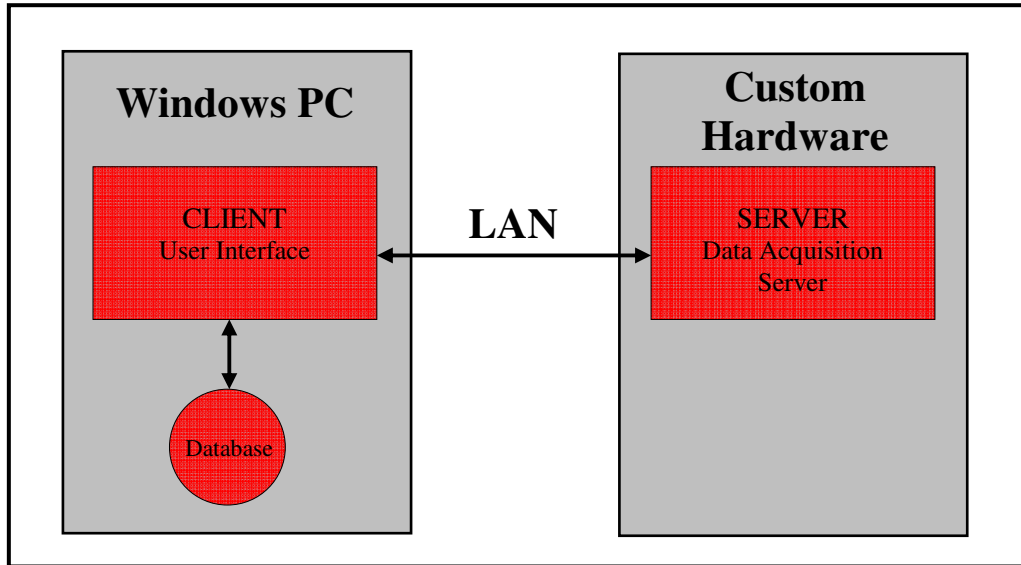 Windows PC
CLIENT
User Interface
Database
LAN
Custom
Hardware
SERVER
Data Acquisition
Server